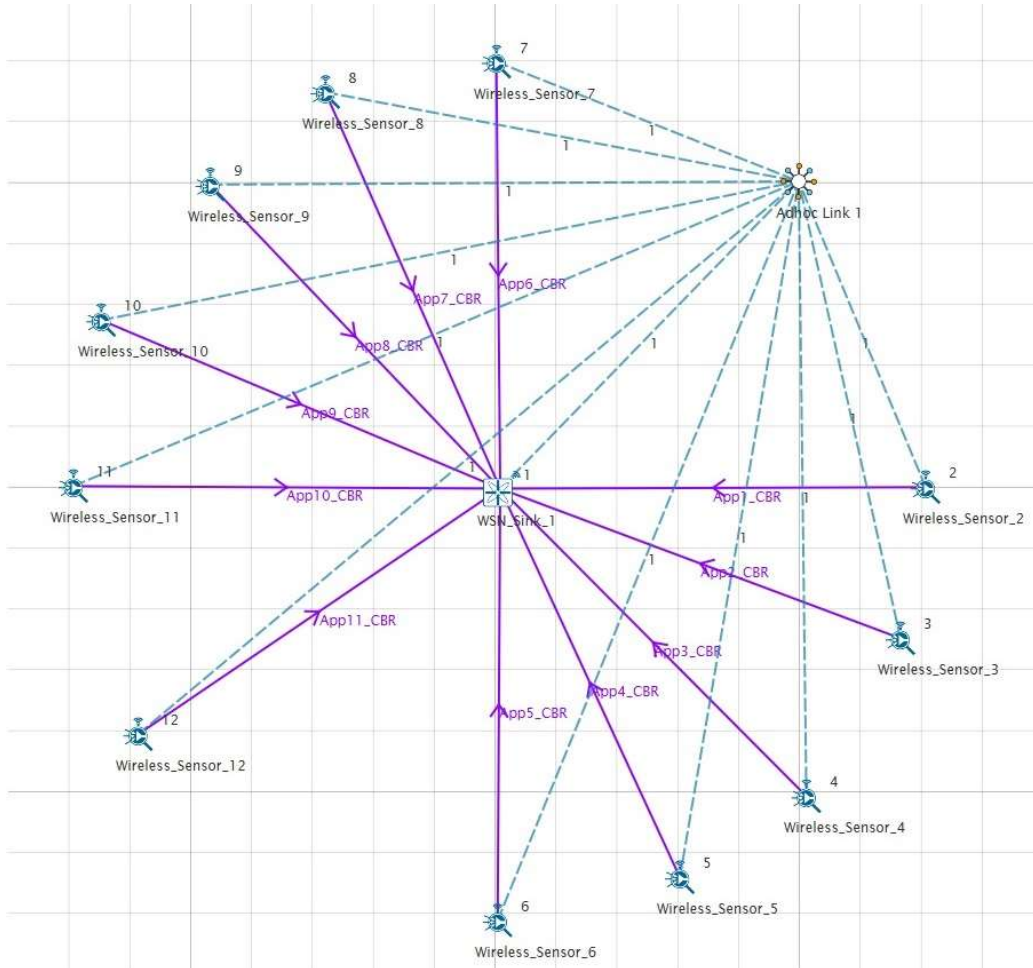 7
Wireless_Sensor_7
8
Wireless_Sensor_8
1
1
9
Wireless_Sensor_9
1
Adhoc Link 1
1
App6_CBR
App7_CBR
10
Wireless_Sensor_10
App8_CBR
1
1
1
App9_CBR
1
11
Wireless_Sensor_11
App10_CBR
1
1
WSN_Sink_1
App1_CBR
1
2
Wireless_Sensor_2
1
1
App2_CBR
App11_CBR
3
Wireless_Sensor_3
App3_CBR
App4_CBR
App5_CBR
12
Wireless_Sensor_12
4
Wireless_Sensor_4
5
Wireless_Sensor_5
6
Wireless_Sensor_6